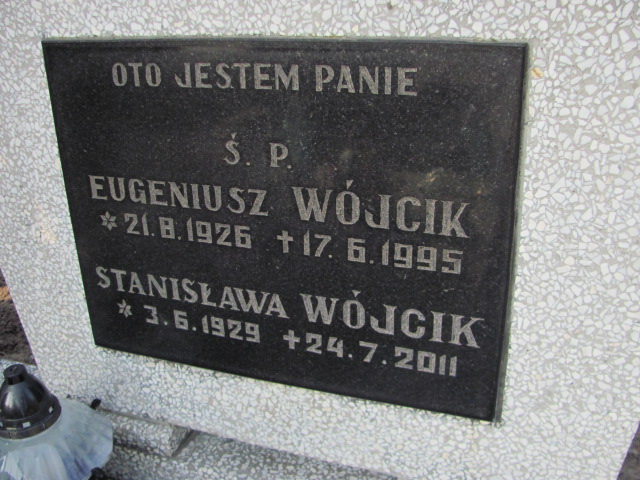 OTO JESTEM PANIE
Ś. P.
EUGENIUSZ WÓJCIK
* 21.8.1926 + 17.6.1995
STANISŁAWA WÓJCIK
* 3.6.1929 + 24.7.2011